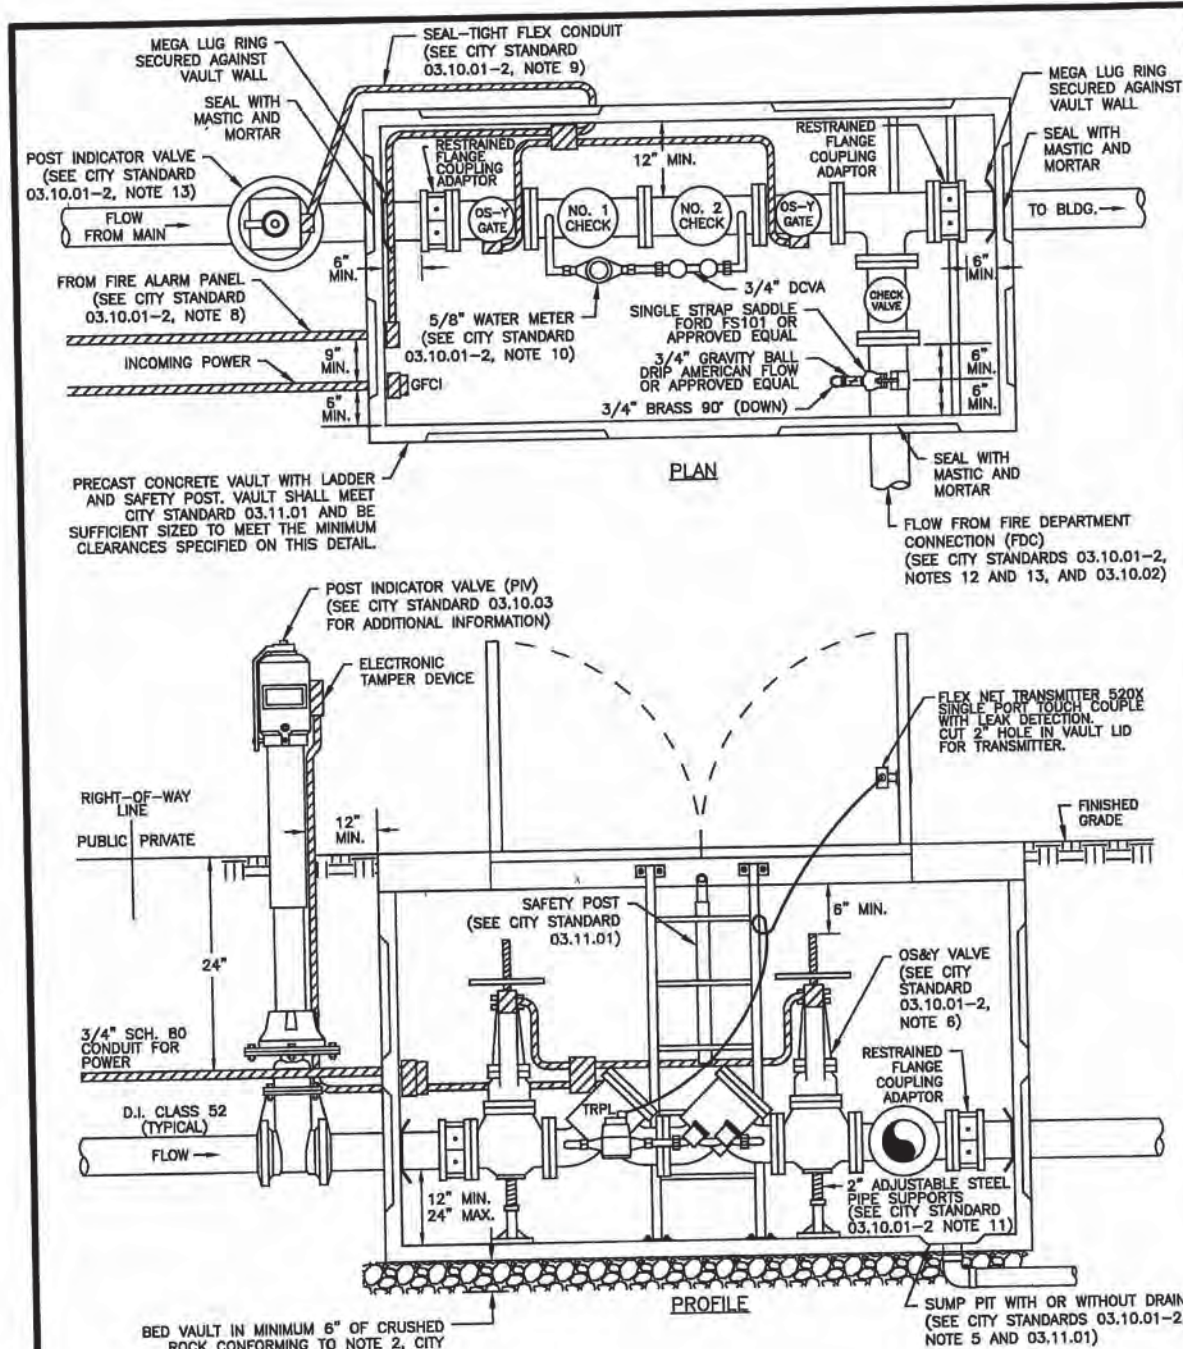 SEAL-TIGHT FLEX CONDUIT
(SEE CITY STANDARD
03.10.01-2, NOTE 9)
MEGA LUG RING
SECURED AGAINST
VAULT WALL
SEAL WITH
MASTIC AND
MORTAR
POST INDICATOR VALVE
(SEE CITY STANDARD
03.10.01-2, NOTE 13)
FLOW
FROM MAIN
RESTRAINED
FLANGE
COUPLING
ADAPTOR
12" MIN.
RESTRAINED
FLANGE
COUPLING
ADAPTOR
MEGA LUG RING
SECURED AGAINST
VAULT WALL
SEAL WITH
MASTIC AND
MORTAR
OS-Y
GATE
NO. 1
CHECK
NO. 2
CHECK
OS-Y
GATE
TO BLDG.
6"
MIN.
6"
MIN.
FROM FIRE ALARM PANEL
(SEE CITY STANDARD
03.10.01-2, NOTE 8)
3/4" DCVA
CHECK
VALVE
5/8" WATER METER
(SEE CITY STANDARD
03.10.01-2, NOTE 10)
SINGLE STRAP SADDLE
FORD FS101 OR
APPROVED EQUAL
3/4" GRAVITY BALL
DRIP AMERICAN FLOW
OR APPROVED EQUAL
3/4" BRASS 90° (DOWN)
INCOMING POWER
9"
MIN.
6"
MIN.
GFCI
6"
MIN.
6"
MIN.
PLAN
SEAL WITH
MASTIC AND
MORTAR
PRECAST CONCRETE VAULT WITH LADDER
AND SAFETY POST. VAULT SHALL MEET
CITY STANDARD 03.11.01 AND BE
SUFFICIENT SIZED TO MEET THE MINIMUM
CLEARANCES SPECIFIED ON THIS DETAIL.
FLOW FROM FIRE DEPARTMENT
CONNECTION (FDC)
(SEE CITY STANDARDS 03.10.01-2,
NOTES 12 AND 13, AND 03.10.02)
POST INDICATOR VALVE (PIV)
(SEE CITY STANDARD 03.10.03
FOR ADDITIONAL INFORMATION)
ELECTRONIC
TAMPER DEVICE
FLEX NET TRANSMITTER 520X
SINGLE PORT TOUCH COUPLE
WITH LEAK DETECTION.
CUT 2" HOLE IN VAULT LID
FOR TRANSMITTER.
RIGHT-OF-WAY
LINE
PUBLIC PRIVATE
12"
MIN.
FINISHED
GRADE
SAFETY POST
(SEE CITY STANDARD
03.11.01)
6" MIN.
24"
OS&Y VALVE
(SEE CITY
STANDARD
03.10.01-2,
NOTE 6)
3/4" SCH. 80
CONDUIT FOR
POWER
RESTRAINED
FLANGE
COUPLING
ADAPTOR
D.I. CLASS 52
(TYPICAL)
FLOW
TRPL
12" MIN.
24" MAX.
2" ADJUSTABLE STEEL
PIPE SUPPORTS
(SEE CITY STANDARD
03.10.01-2 NOTE 11)
PROFILE
BED VAULT IN MINIMUM 6" OF CRUSHED
ROCK CONFORMING TO NOTE 2, CITY
SUMP PIT WITH OR WITHOUT DRAIN
(SEE CITY STANDARDS 03.10.01-2
NOTE 5 AND 03.11.01)